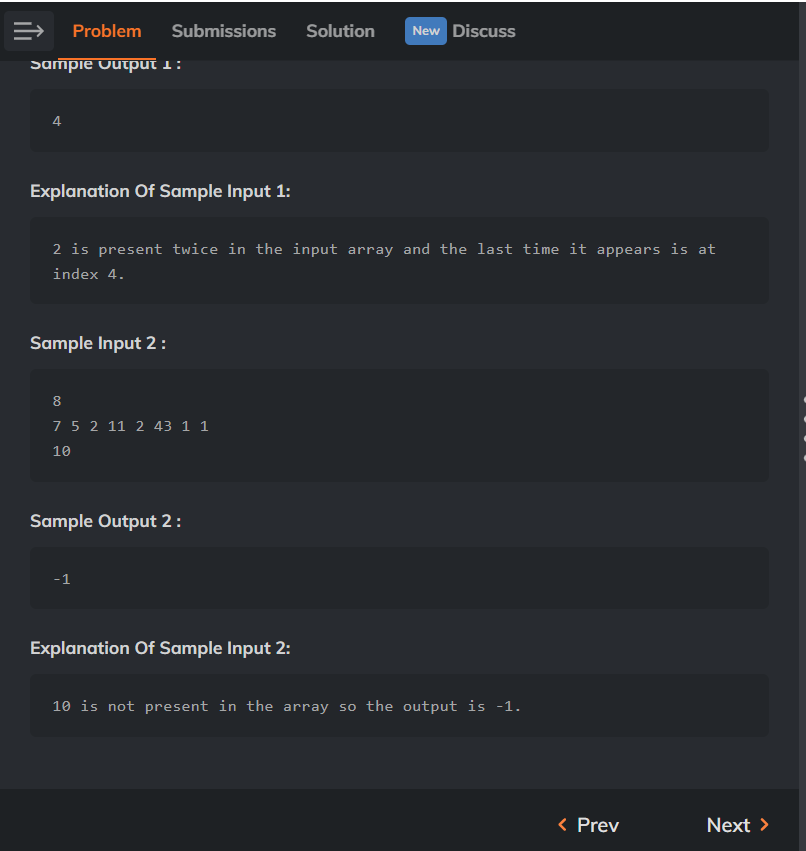 Problem
Submissions
Solution
New
Discuss
Sample Output 1 :
4
Explanation Of Sample Input 1:
2 is present twice in the input array and the last time it appears is at
index 4.
Sample Input 2 :
8
7 5 2 11 2 43 1 1
10
Sample Output 2 :
-1
Explanation Of Sample Input 2:
10 is not present in the array so the output is -1.
Prev
Next